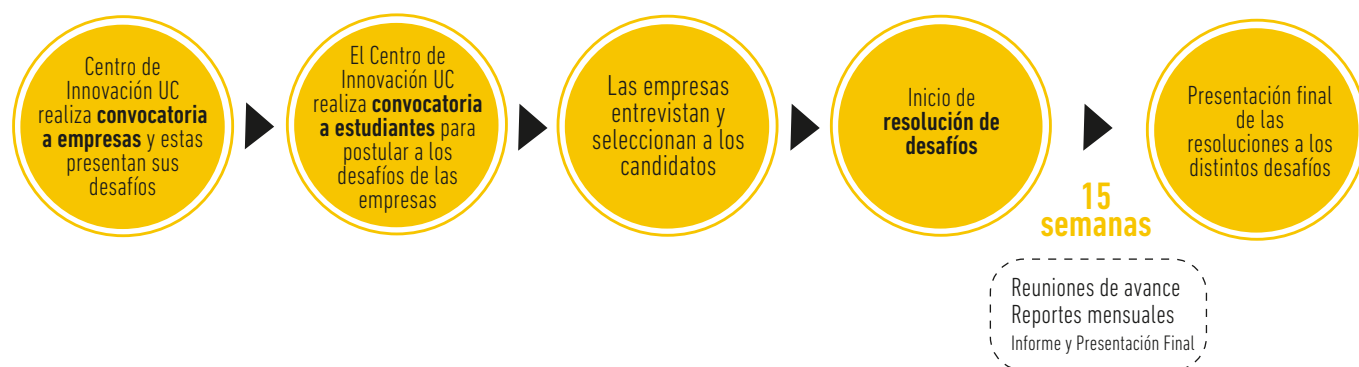 Centro de
Innovación UC
realiza convocatoria
a empresas y estas
presentan sus
desafíos
El Centro de
Innovación UC
realiza convocatoria
a estudiantes para
postular a los
desafíos de las
empresas
Las empresas
entrevistan y
seleccionan a los
candidatos
Inicio de
resolución de
desafíos
15
semanas
Reuniones de avance
Reportes mensuales
Informe y Presentación Final
Presentación final
de las
resoluciones a los
distintos desafíos